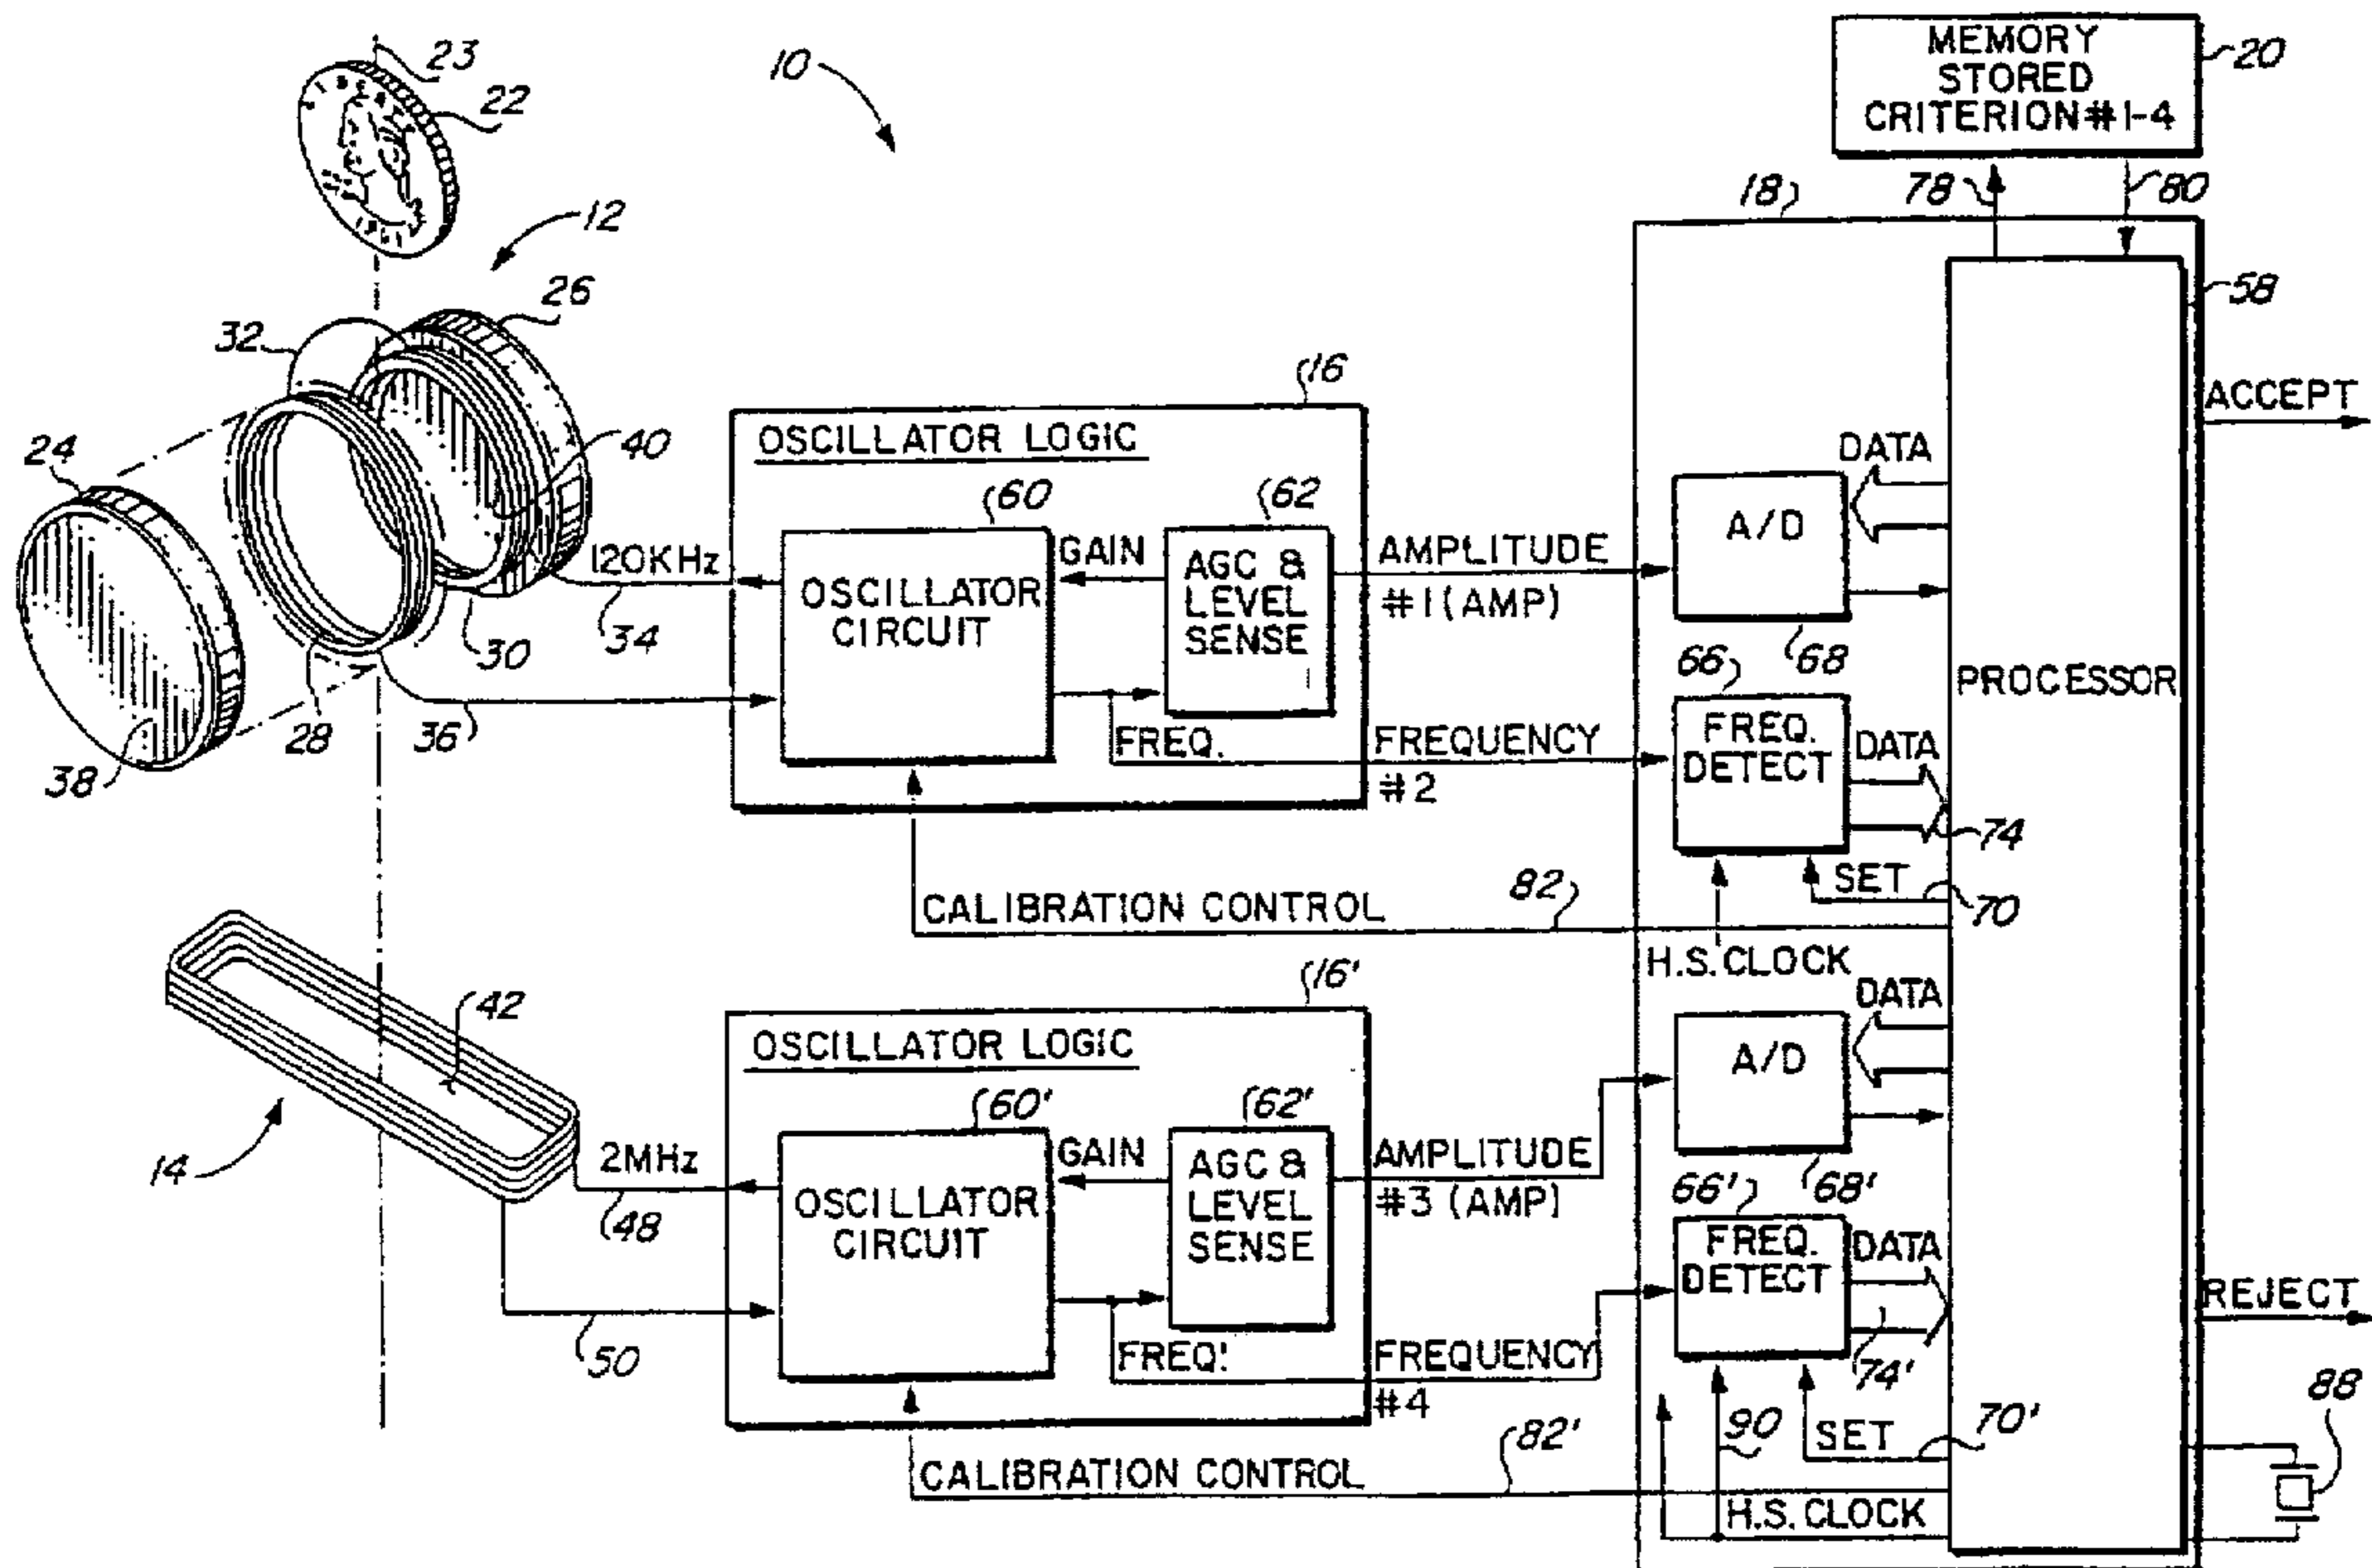 MEMORY
STORED
CRITERION #1-4
20
23
22
10
12
18
78
80
58
26
32
16
ACCEPT
24
40
OSCILLATOR LOGIC
DATA
60
62
A/D
120KHz
GAIN
AMPLITUDE
#1 (AMP)
OSCILLATOR
CIRCUIT
AGC &
LEVEL
SENSE
30
34
66
68
PROCESSOR
28
36
38
FREQ.
FREQUENCY
#2
FREQ.
DETECT
DATA
74
SET
70
82
CALIBRATION CONTROL
H.S. CLOCK
16'
DATA
42
OSCILLATOR LOGIC
A/D
60'
62'
14
2MHz
GAIN
AMPLITUDE
#3 (AMP)
OSCILLATOR
CIRCUIT
AGC &
LEVEL
SENSE
48
66'
68'
FREQ.
DETECT
DATA
REJECT
50
FREQ!
FREQUENCY
#4
74'
88
90
SET
70'
82'
CALIBRATION CONTROL
H.S. CLOCK